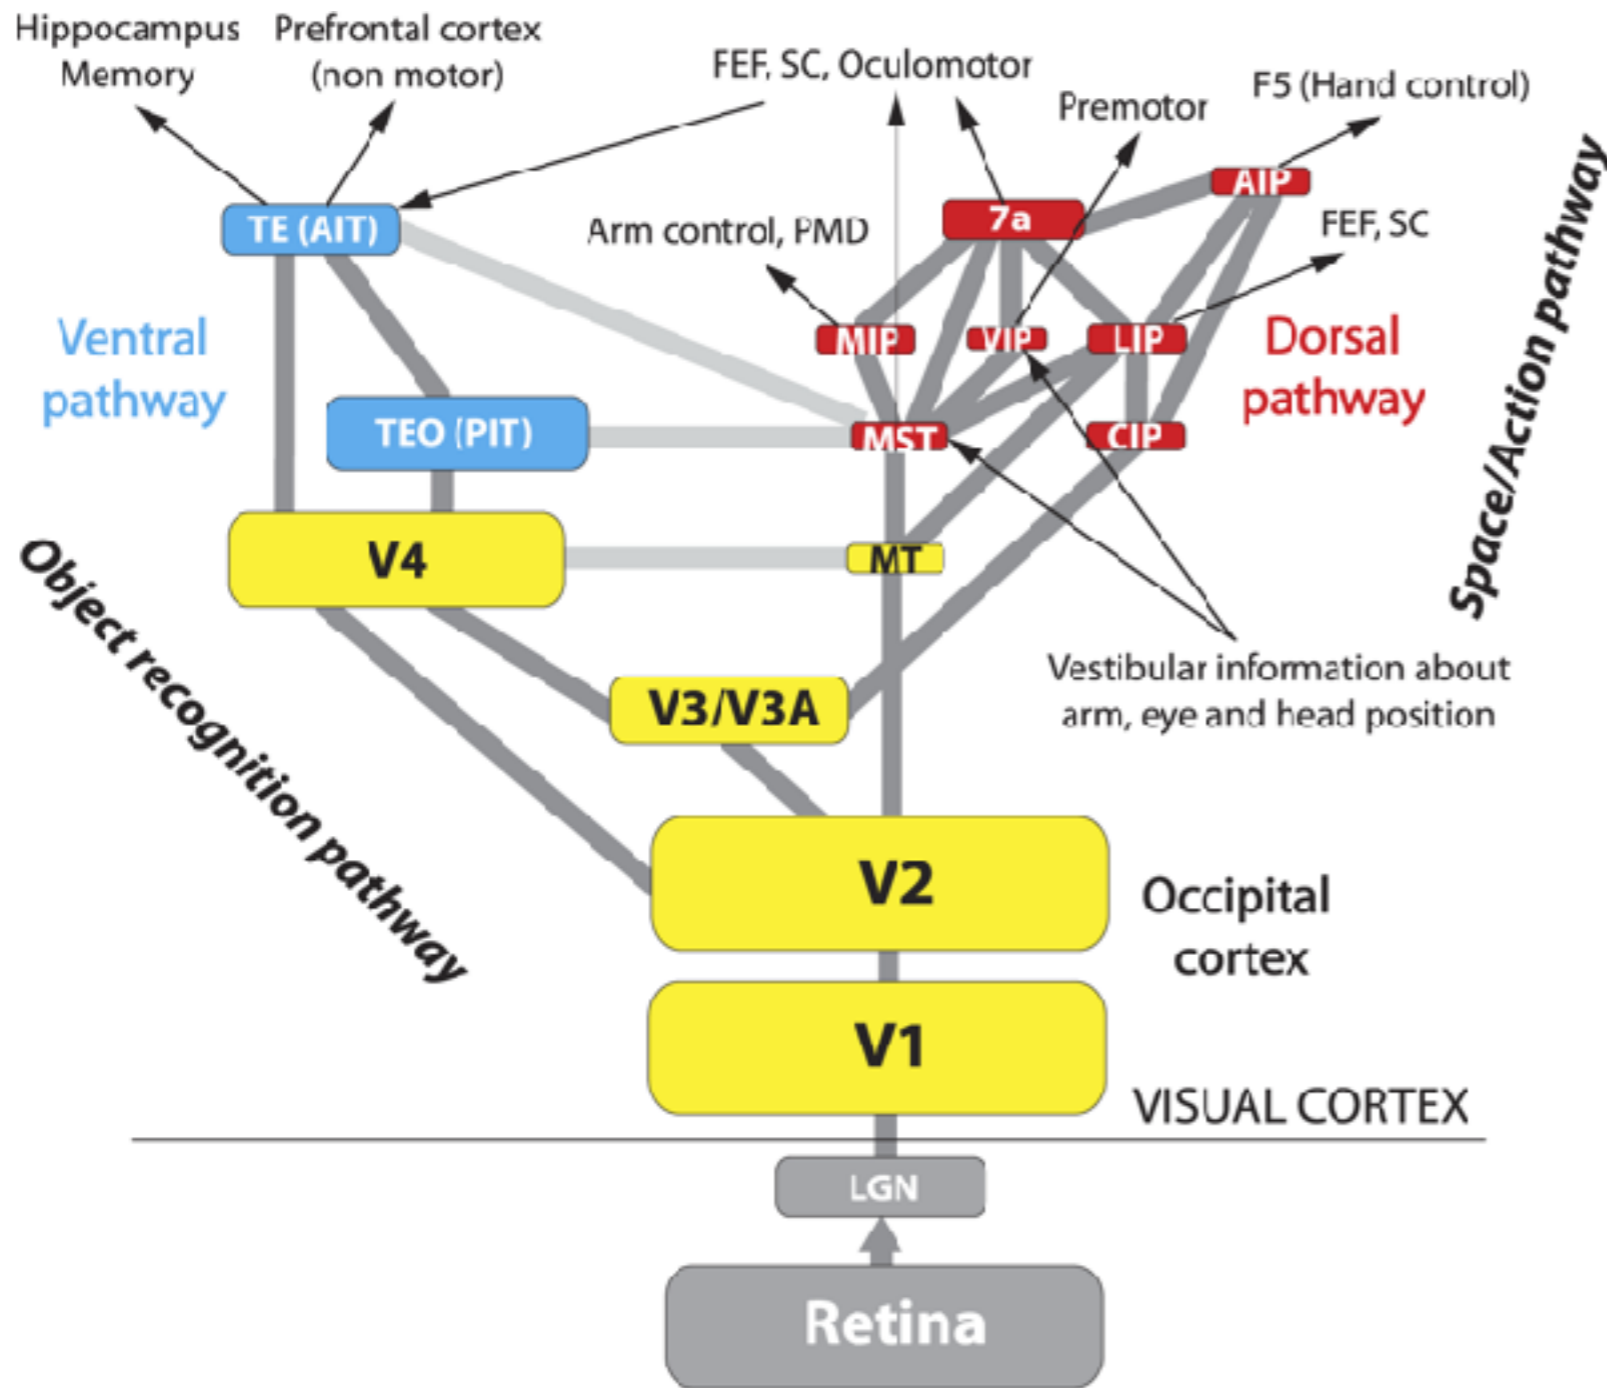 Hippocampus
Memory
Prefrontal cortex
(non motor)
FEF, SC, Oculomotor
Premotor
F5 (Hand control)
AIP
TE (AIT)
Arm control, PMD
7a
FEF, SC
Ventral
pathway
MIP
VIP
LIP
Dorsal
pathway
Space/Action pathway
TEO (PIT)
MST
CIP
V4
MT
Object recognition pathway
Vestibular information about
arm, eye and head position
V3/V3A
V2
Occipital
cortex
V1
VISUAL CORTEX
LGN
Retina